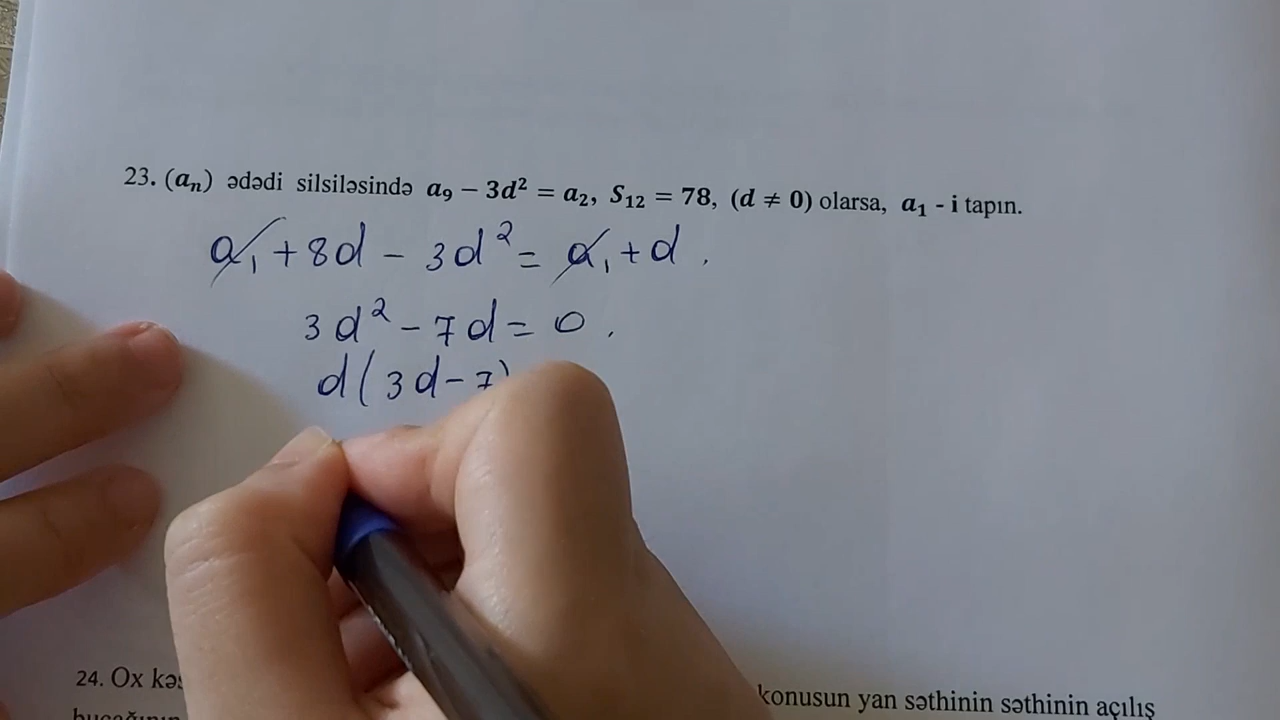 23. (aₙ) ədədi silsiləsində a₉ − 3d² = a₂, S₁₂ = 78, (d ≠ 0) olarsa, a₁ - i tapın.
a₁ + 8d − 3d² = a₁ + d.
3d² − 7d = 0.
d(3d − 7)
24. Ox konusun yan səthinin səthinin açılış